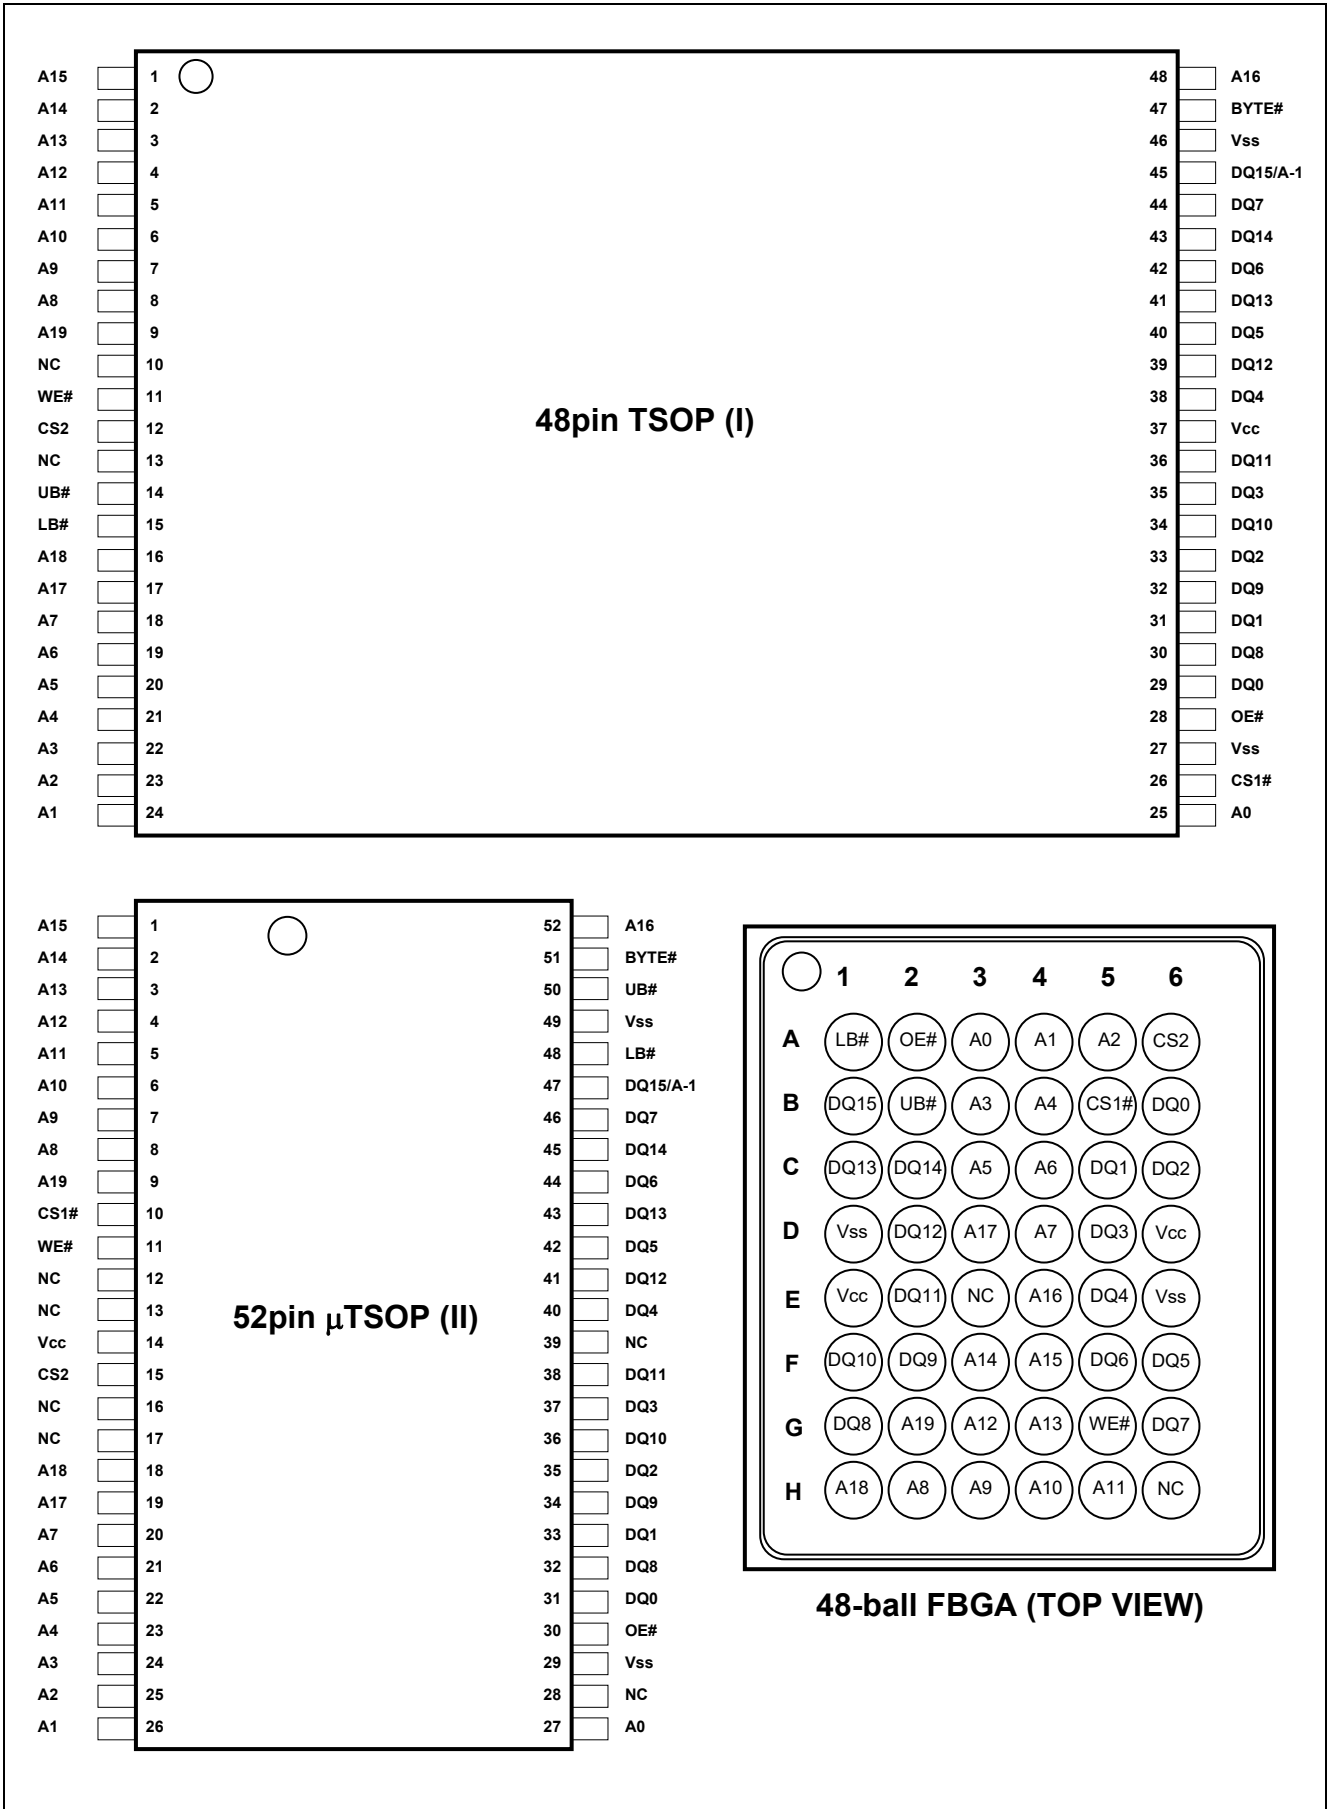 A15 1 48 A16
A14 2 47 BYTE#
A13 3 46 Vss
A12 4 45 DQ15/A-1
A11 5 44 DQ7
A10 6 43 DQ14
A9 7 42 DQ6
A8 8 41 DQ13
A19 9 40 DQ5
NC 10 39 DQ12
WE# 11 38 DQ4
48pin TSOP (I)
CS2 12 37 Vcc
NC 13 36 DQ11
UB# 14 35 DQ3
LB# 15 34 DQ10
A18 16 33 DQ2
A17 17 32 DQ9
A7 18 31 DQ1
A6 19 30 DQ8
A5 20 29 DQ0
A4 21 28 OE#
A3 22 27 Vss
A2 23 26 CS1#
A1 24 25 A0
A15 1 52 A16
A14 2 51 BYTE#
A13 3 50 UB#
A12 4 49 Vss
A11 5 48 LB#
A10 6 47 DQ15/A-1
A9 7 46 DQ7
A8 8 45 DQ14
A19 9 44 DQ6
CS1# 10 43 DQ13
WE# 11 42 DQ5
NC 12 41 DQ12
NC 13 40 DQ4
52pin μTSOP (II)
Vcc 14 39 NC
CS2 15 38 DQ11
NC 16 37 DQ3
NC 17 36 DQ10
A18 18 35 DQ2
A17 19 34 DQ9
A7 20 33 DQ1
A6 21 32 DQ8
A5 22 31 DQ0
A4 23 30 OE#
A3 24 29 Vss
A2 25 28 NC
A1 26 27 A0
1 2 3 4 5 6
A LB# OE# A0 A1 A2 CS2
B DQ15 UB# A3 A4 CS1# DQ0
C DQ13 DQ14 A5 A6 DQ1 DQ2
D Vss DQ12 A17 A7 DQ3 Vcc
E Vcc DQ11 NC A16 DQ4 Vss
F DQ10 DQ9 A14 A15 DQ6 DQ5
G DQ8 A19 A12 A13 WE# DQ7
H A18 A8 A9 A10 A11 NC
48-ball FBGA (TOP VIEW)